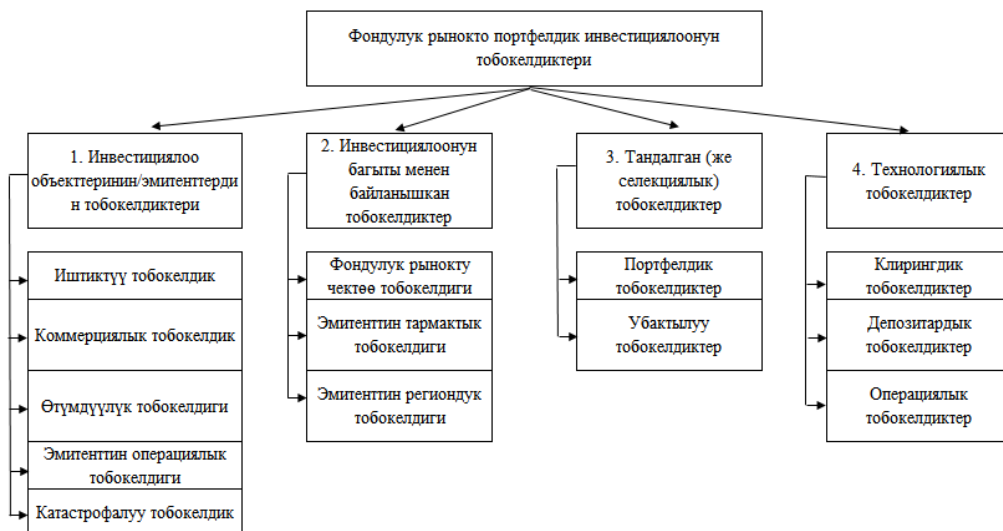 Фондулук рынокто портфелдик инвестициялоонун
тобокелдиктери
1. Инвестициялоо
объекттеринин/эмитенттерди
н тобокелдиктери
Иштиктүү тобокелдик
Коммерциялык тобокелдик
Өтүмдүүлүк тобокелдиги
Эмитенттин операциялык
тобокелдиги
Катастрофалуу тобокелдик
2. Инвестициялоонун
багыты менен
байланышкан
тобокелдиктер
Фондулук рынокту
чектөө тобокелдиги
Эмитенттин тармактык
тобокелдиги
Эмитенттин региондук
тобокелдиги
3. Тандалган (же
селекциялык)
тобокелдиктер
Портфелдик
тобокелдиктер
Убактылуу
тобокелдиктер
4. Технологиялык
тобокелдиктер
Клирингдик
тобокелдиктер
Депозитардык
тобокелдиктер
Операциялык
тобокелдиктер